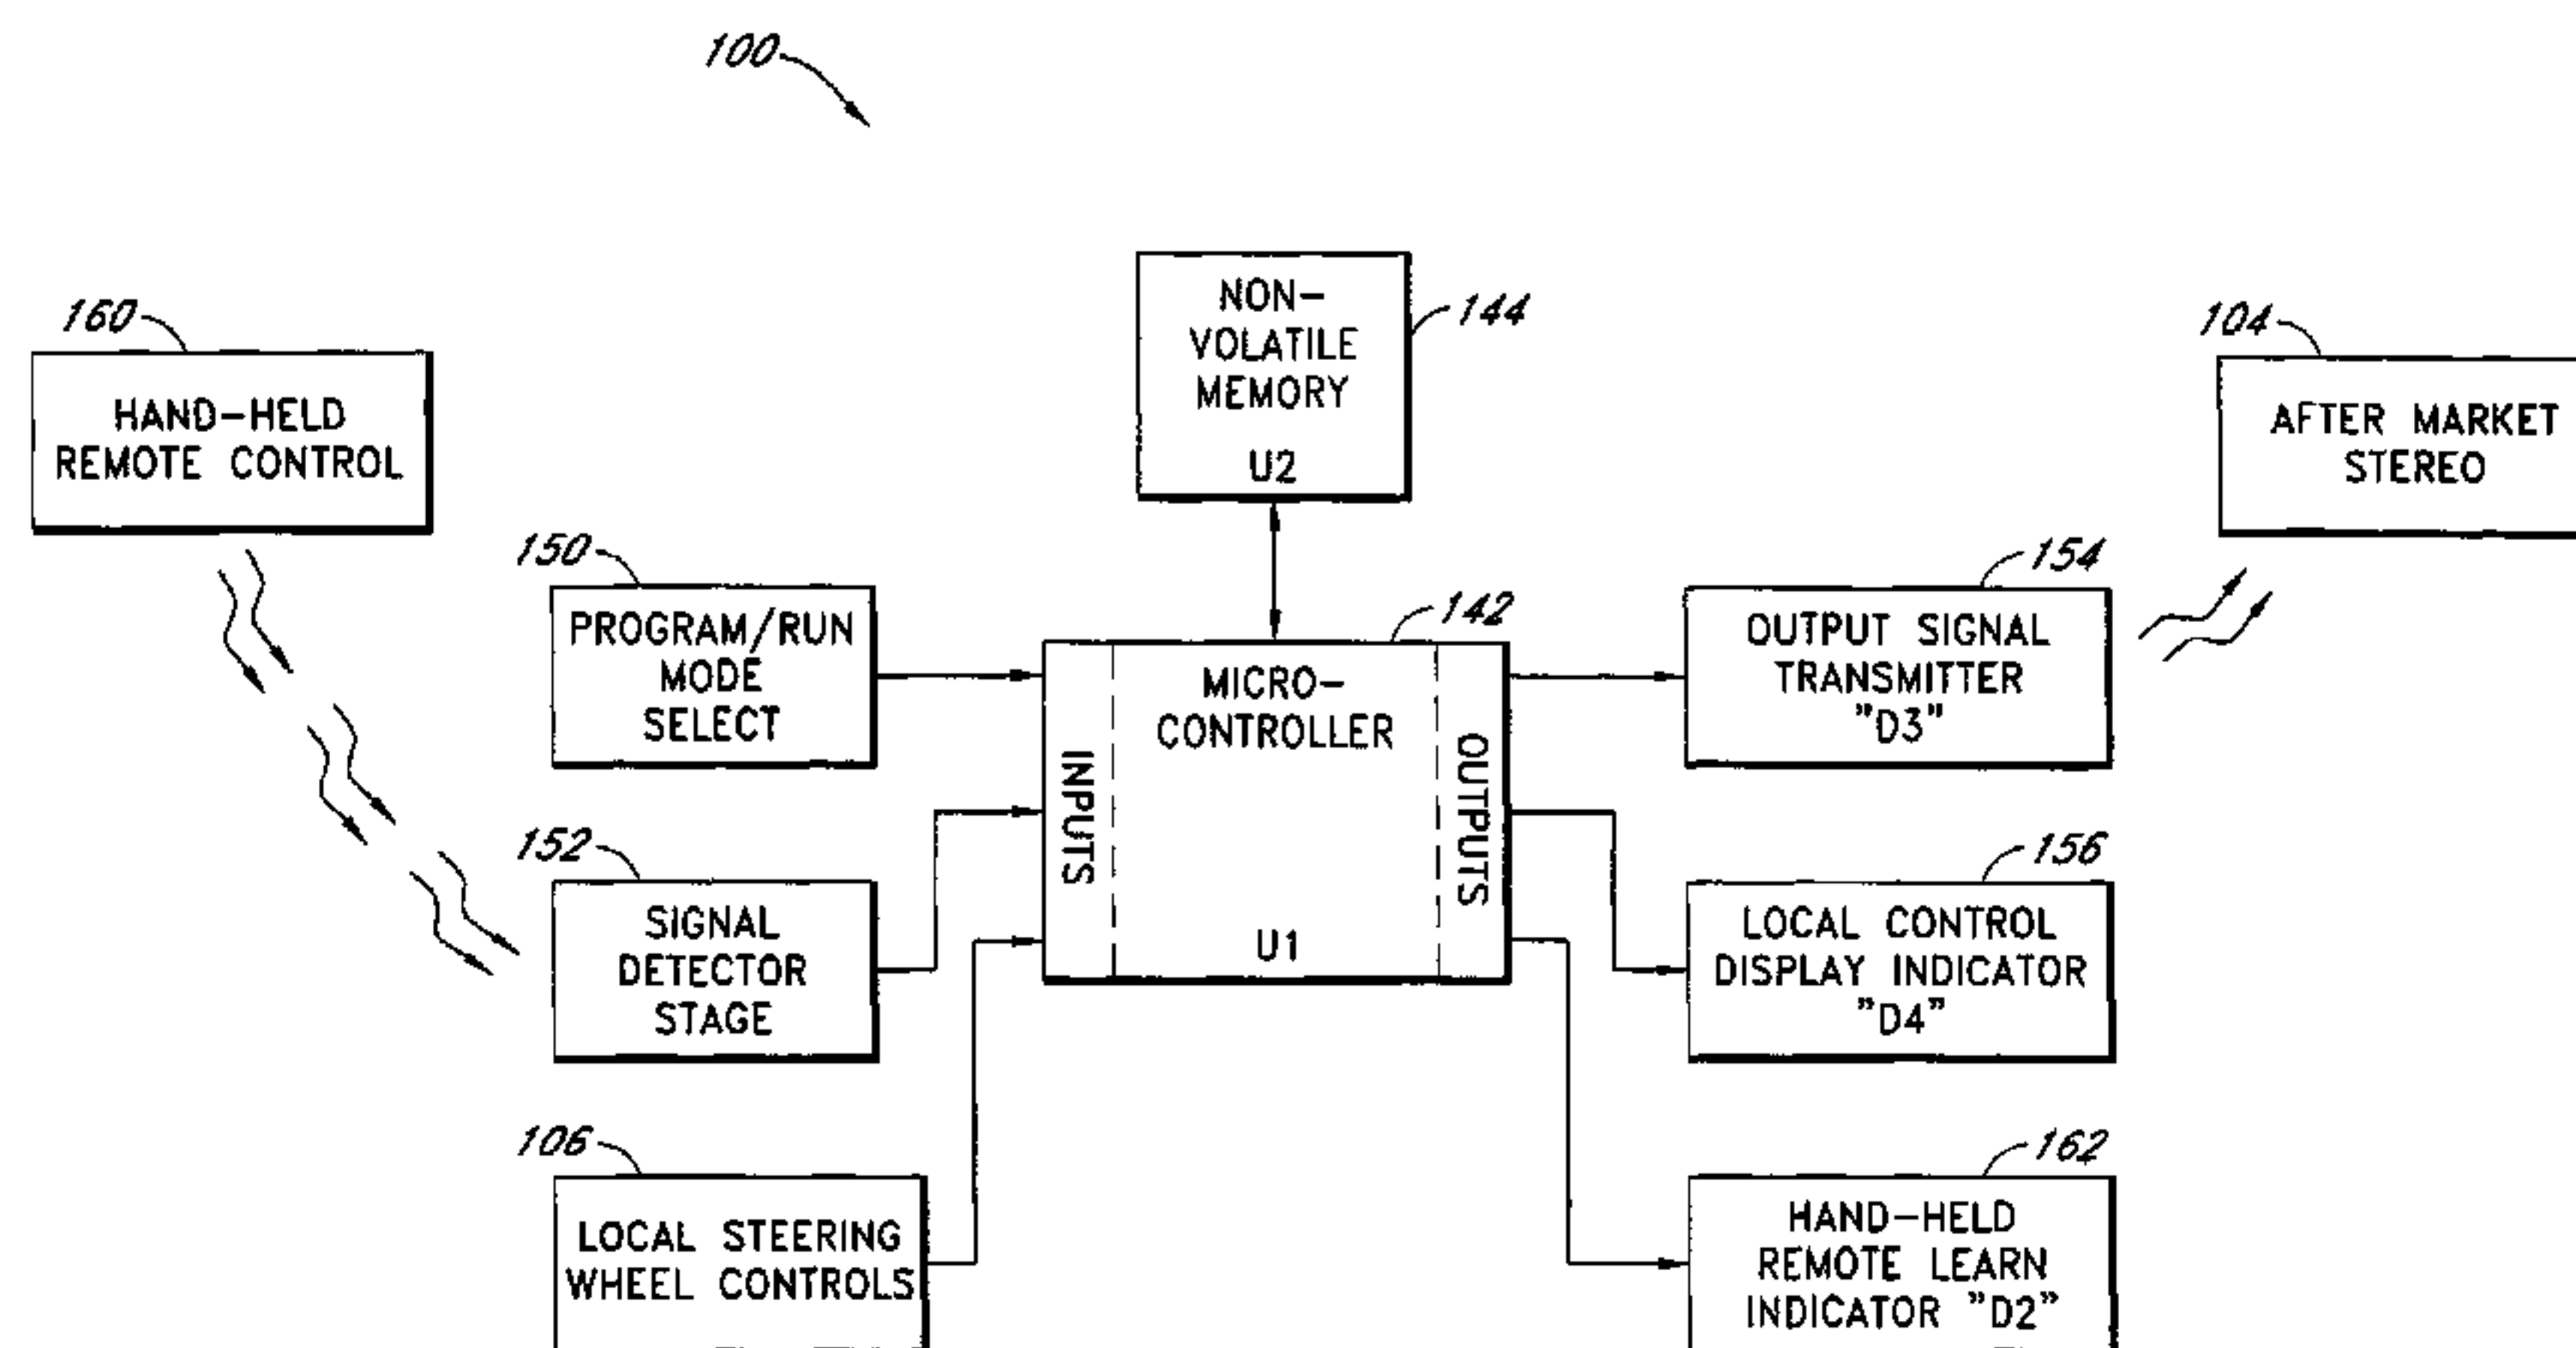 100
160
HAND-HELD
REMOTE CONTROL
NON-
VOLATILE
MEMORY
U2
144
104
AFTER MARKET
STEREO
150
PROGRAM/RUN
MODE
SELECT
142
MICRO-
CONTROLLER
INPUTS
OUTPUTS
U1
154
OUTPUT SIGNAL
TRANSMITTER
"D3"
152
SIGNAL
DETECTOR
STAGE
156
LOCAL CONTROL
DISPLAY INDICATOR
"D4"
106
LOCAL STEERING
WHEEL CONTROLS
162
HAND-HELD
REMOTE LEARN
INDICATOR "D2"